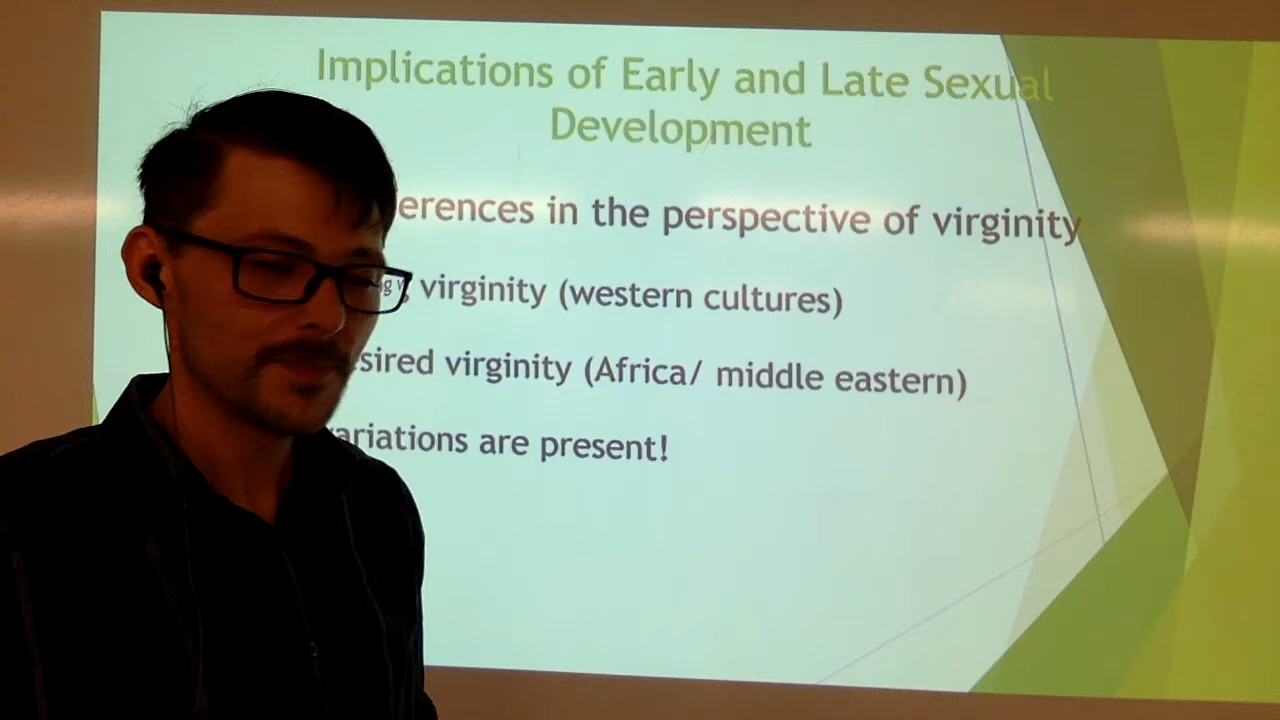 Implications of Early and Late Sexual
Development
erences in the perspective of virginity
g virginity (western cultures)
sired virginity (Africa/ middle eastern)
ariations are present!